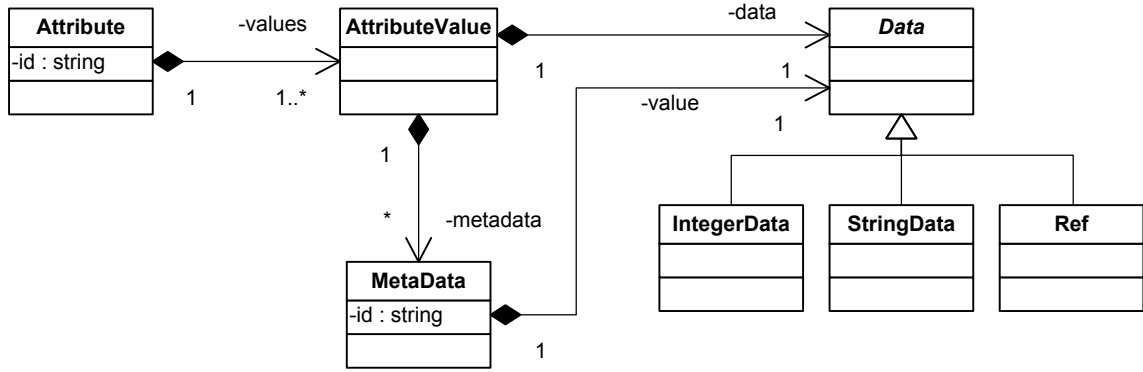 Attribute
-id : string
1
-values
1..*
AttributeValue
1
-data
1
Data
-value
1
1
*
-metadata
MetaData
-id : string
1
IntegerData
StringData
Ref